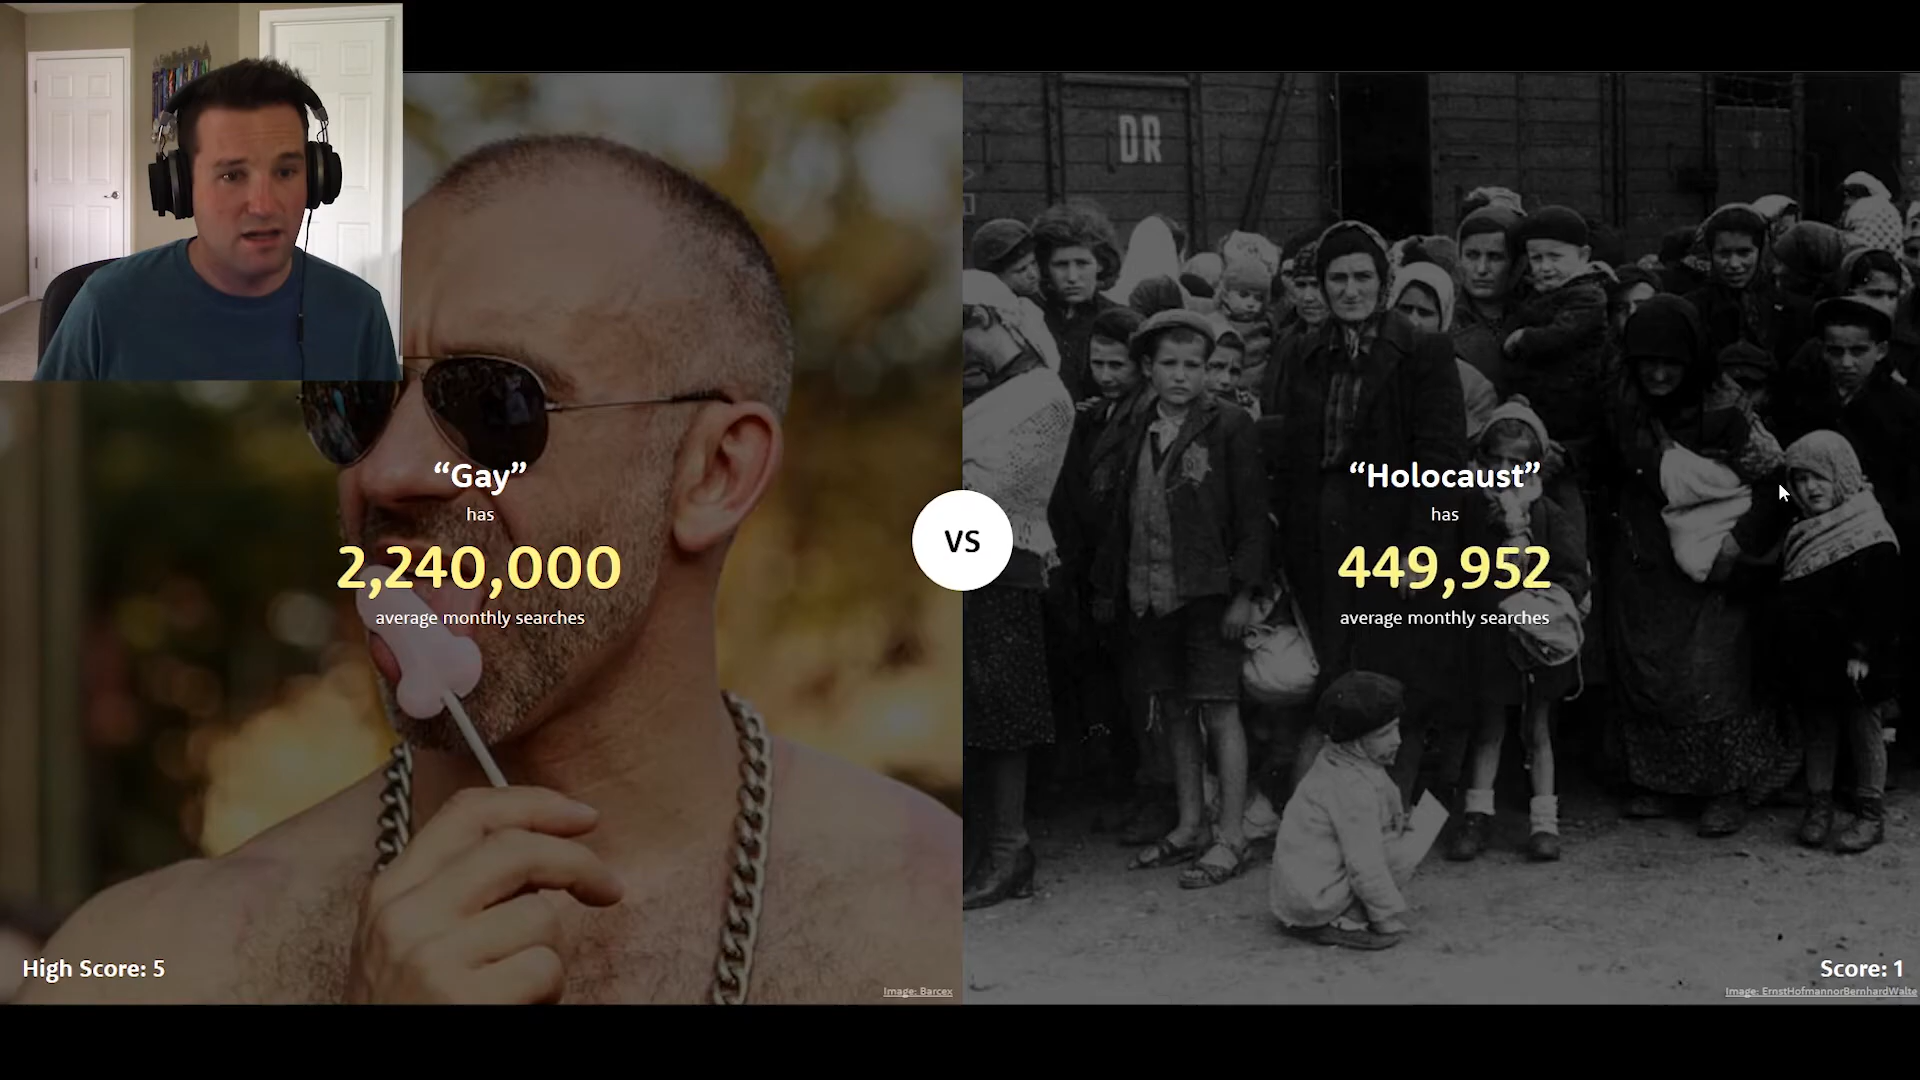 DR
“Gay”
has
2,240,000
average monthly searches
VS
“Holocaust”
has
449,952
average monthly searches
High Score: 5
Image: Barcex
Score: 1
Image: ErnstHofmannorBernhardWalte